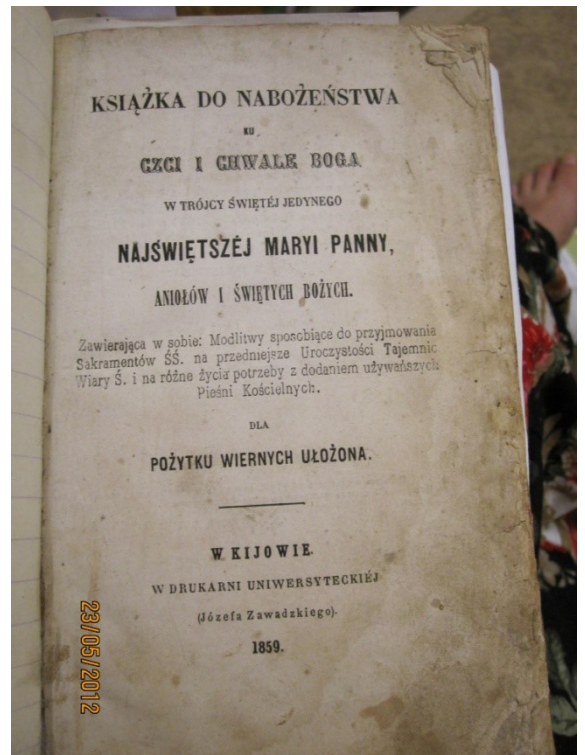 KSIĄŻKA DO NABOŻEŃSTWA
KU
CZCI I CHWALE BOGA
W TRÓJCY ŚWIĘTÉJ JEDYNEGO
NAJŚWIĘTSZÉJ MARYI PANNY,
ANIOŁÓW I ŚWIĘTYCH BOŻYCH.
Zawierająca w sobie: Modlitwy sposobiące do przyjmowania
Sakramentów ŚŚ. na przedniejsze Uroczystości Tajemnic
Wiary Ś. i na różne życia potrzeby z dodaniem używańszych
Pieśni Kościelnych.
DLA
POŻYTKU WIERNYCH UŁOŻONA.
W KIJOWIE.
W DRUKARNI UNIWERSYTECKIÉJ
(Józefa Zawadzkiego).
1859.
23/05/2012